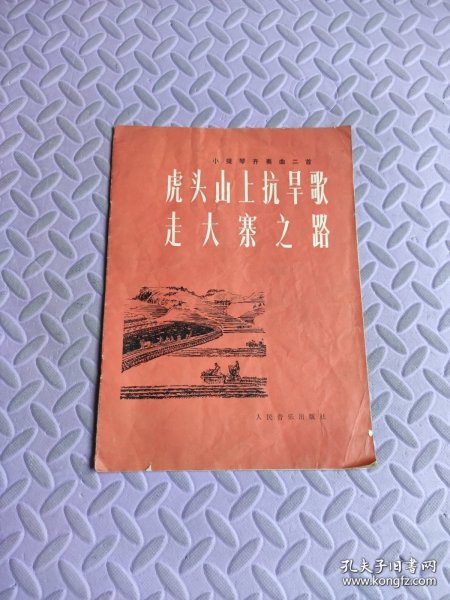 小提琴齐奏曲二首
虎头山上抗旱歌
走大寨之路
人民音乐出版社
孔夫子旧书网
www.kongfz.com